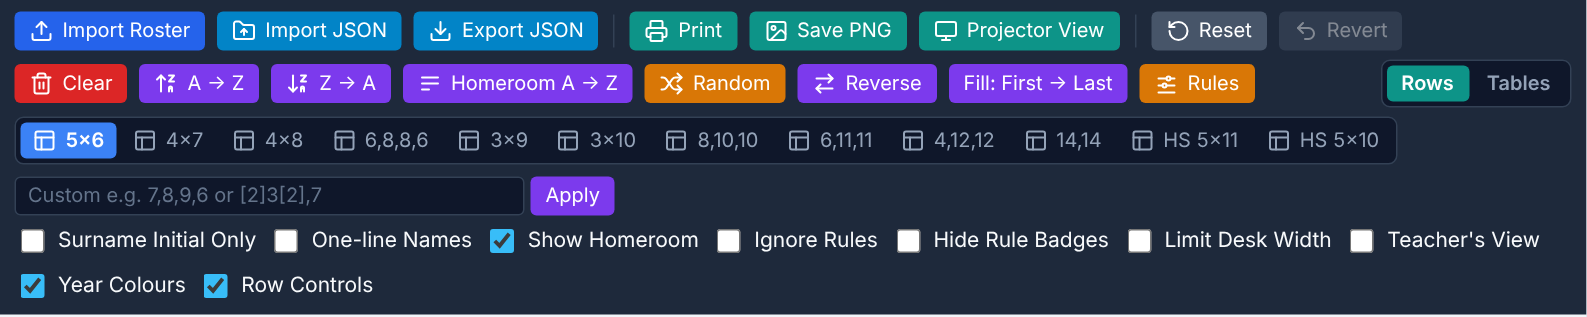 Import Roster Import JSON Export JSON Print Save PNG Projector View Reset Revert
Clear A → Z Z → A Homeroom A → Z Random Reverse Fill: First → Last Rules Rows Tables
5×6 4×7 4×8 6,8,8,6 3×9 3×10 8,10,10 6,11,11 4,12,12 14,14 HS 5×11 HS 5×10
Custom e.g. 7,8,9,6 or [2]3[2],7 Apply
Surname Initial Only One-line Names Show Homeroom Ignore Rules Hide Rule Badges Limit Desk Width Teacher's View
Year Colours Row Controls